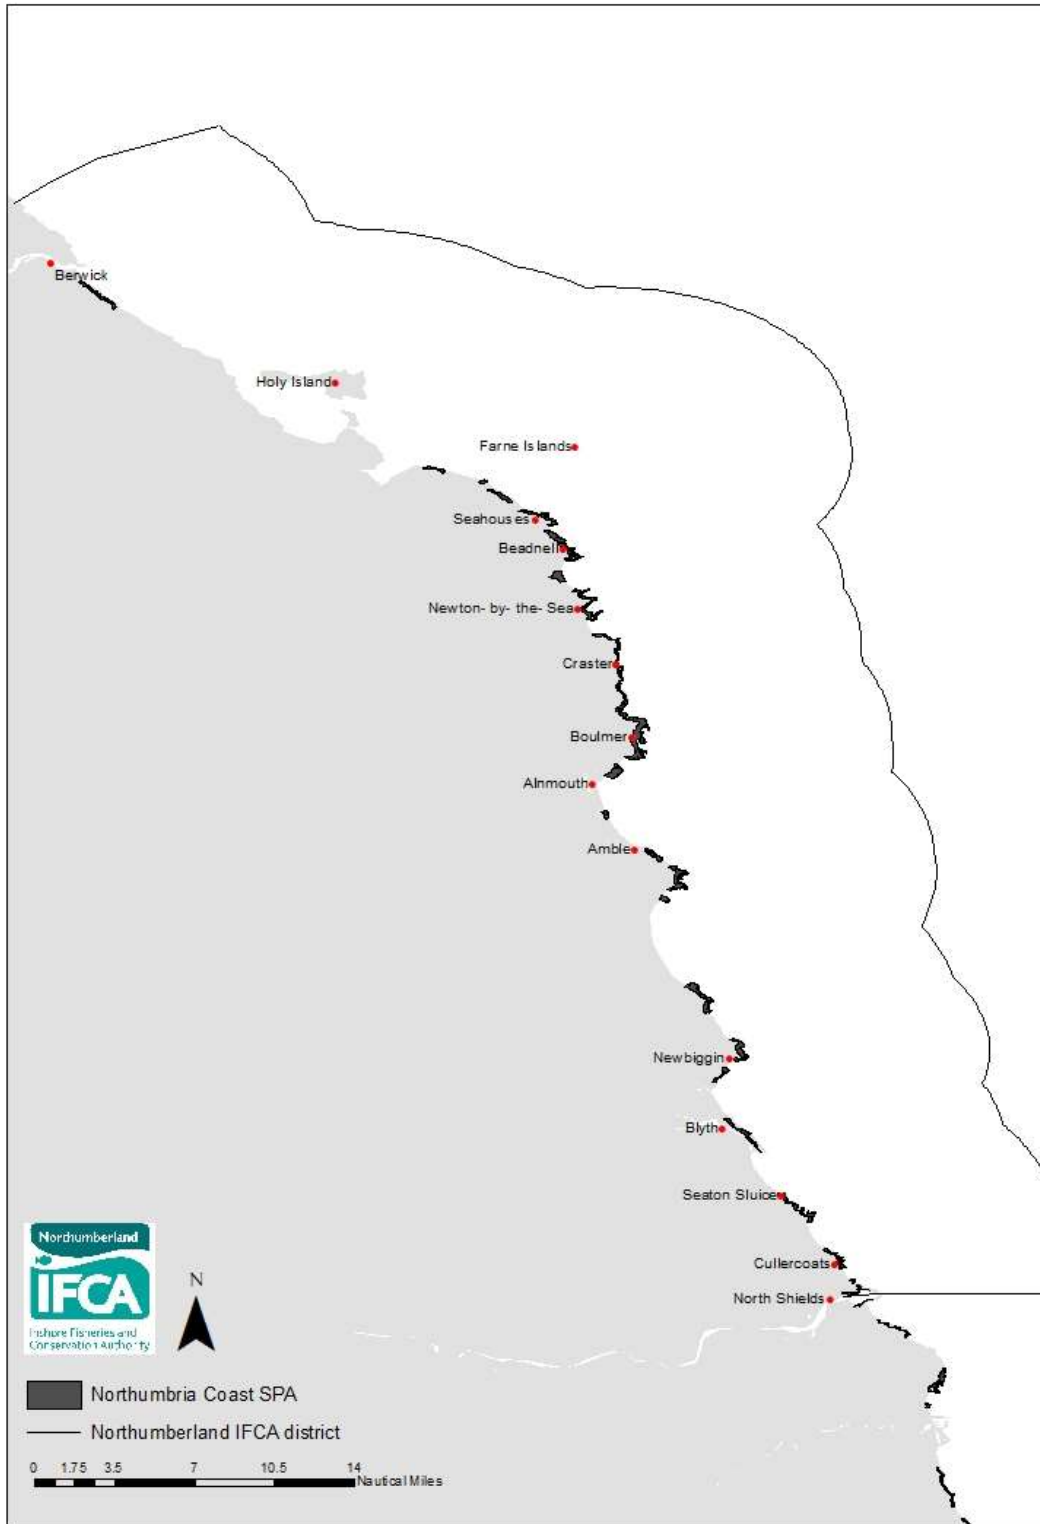 Berwick
Holy Island
Farne Islands
Seahouses
Beadnell
Newton- by- the- Sea
Craster
Boulmer
Alnmouth
Amble
Newbiggin
Blyth
Seaton Sluice
Cullercoats
North Shields
Northumberland
IFCA
Inshore Fisheries and
Conservation Authority
N
Northumbria Coast SPA
Northumberland IFCA district
0 1.75 3.5 7 10.5 14
Nautical Miles